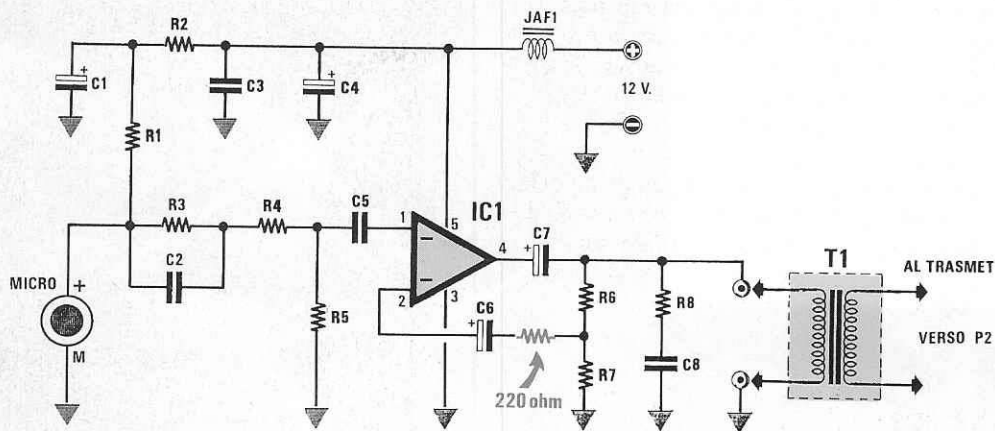 JAF1
R2
+
C1
C3
+
C4
12 V.
R1
IC1
R3
R4
C5
1
5
C7
+
4
T1
C2
MICRO
+
AL TRASMET
R6
R8
2
3
C6
+
R5
VERSO P2
M
R7
C8
220 ohm